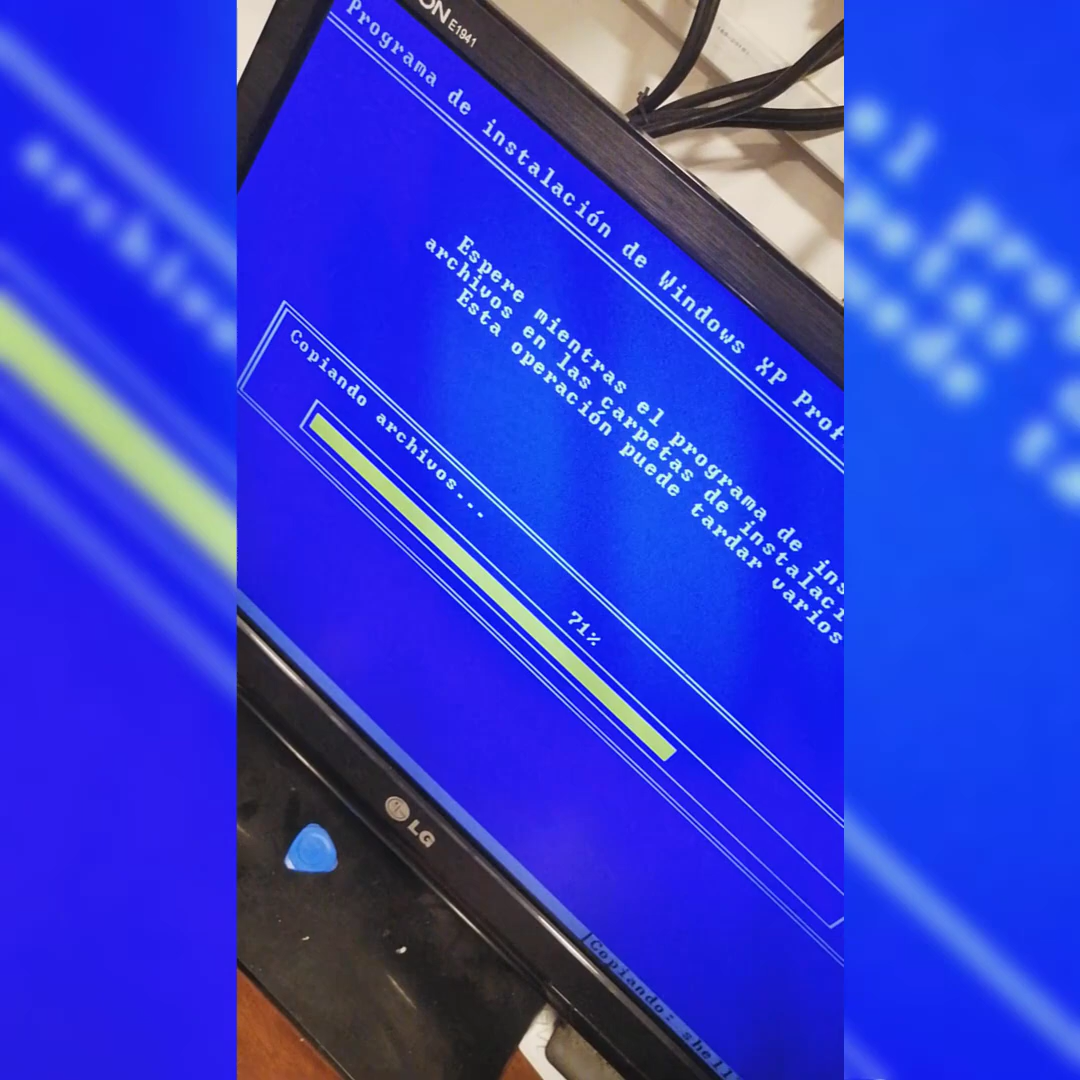 ON E1941
Programa de instalación de Windows XP Prof
Espere mientras el programa de ins
archivos en las carpetas de instalaci
Esta operación puede tardar varios
Copiando archivos...
71%
LG
Copiando: shell